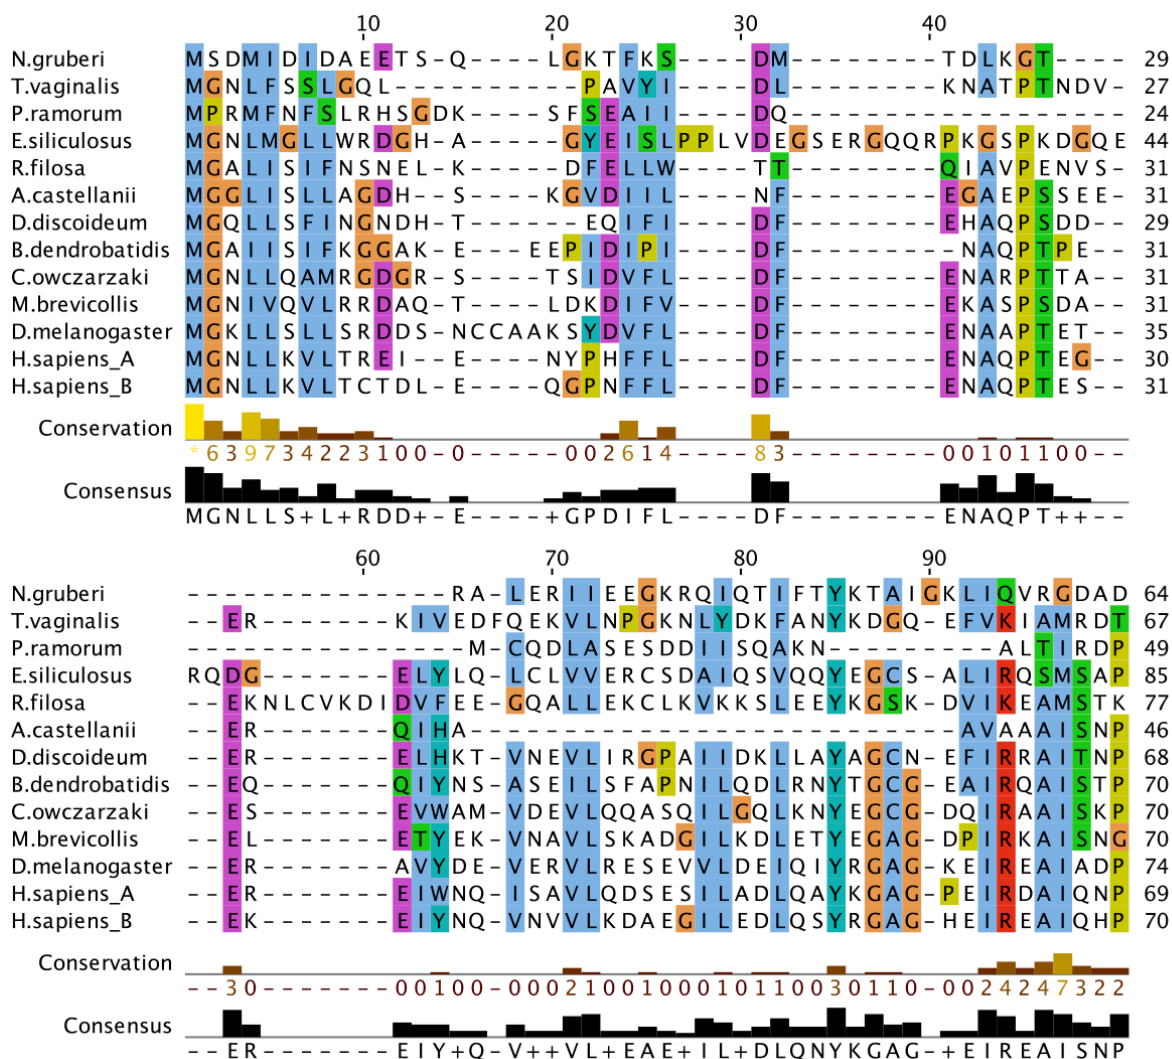 10 20 30 40
N.gruberi MSDMIDIDAEETS-Q----LGKTFKS----DM--------TDLKGT---- 29
T.vaginalis MGNLFSSLGQL----------PAVYI----DL--------KNATPTNDV- 27
P.ramorum MPRMFNFSLRHSGDK----SFSEAII----DQ------------------ 24
E.siliculosus MGNLMGLLWRDGH-A-----GYEISLPPLVDEGSERGQQRPKGSPKDGQE 44
R.filosa MGALISIFNSNEL-K-----DFELLW----TT--------QIAVPENVS- 31
A.castellanii MGGLISLLAGDH--S----KGVDIIL----NF--------EGAEPSSEE- 31
D.discoideum MGQLLSFINGNDH-T------EQIFI----DF--------EHAQPSDD-- 29
B.dendrobatidis MGAIISIFKGGAK-E---EEPIDIPI----DF---------NAQPTPE-- 31
C.owczarzaki MGNLLQAMRGDGR-S----TSIDVFL----DF--------ENARPTTA-- 31
M.brevicollis MGNIVQVLRRDAQ-T----LDKDIFV----DF--------EKASPSDA-- 31
D.melanogaster MGKLLSLLSRDDS-NCCAAKSYDVFL----DF--------ENAAPTET-- 35
H.sapiens_A MGNLLKVLTREI--E----NYPHFFL----DF--------ENAQPTEG-- 30
H.sapiens_B MGNLLKVLTCTDL-E----QGPNFFL----DF--------ENAQPTES-- 31
Conservation
*639734223100-0-----002614----83--------00101100--
Consensus
MGNLLS+L+RDD+-E----+GPDIFL----DF--------ENAQPT++--
60 70 80 90
N.gruberi --------------RA-LERIIEEGKRQIQTIFTYKTAIGKLIQVRGDAD 64
T.vaginalis --ER-------KIVEDFQEKVLNPGKNLYDKFANYKDGQ-EFVKIAMRDT 67
P.ramorum ---------------M-CQDLASESDDIISQAKN---------ALTIRDP 49
E.siliculosus RQDG-------ELYLQ-LCLVVERCSDAIQSVQQYEGCS-ALIRQSMSAP 85
R.filosa --EKNLCVKDIDVFEE-GQALLEKCLKVKKSLEEYKGSK-DVIKEAMSTK 77
A.castellanii --ER-------QIHA--------------------------AVAAAISNP 46
D.discoideum --ER-------ELHKT-VNEVLIRGPAIIDKLLAYAGCN-EFIRRAITNP 68
B.dendrobatidis --EQ-------QIYNS-ASEILSFAPNILQDLRNYTGCG-EAIRQAISTP 70
C.owczarzaki --ES-------EVWAM-VDEVLQQASQILGQLKNYEGCG-DQIRAAISKP 70
M.brevicollis --EL-------ETYEK-VNAVLSKADGILKDLETYEGAG-DPIRKAISNG 70
D.melanogaster --ER-------AVYDE-VERVLRESEVVLDEIQIYRGAG-KEIREAIADP 74
H.sapiens_A --ER-------EIWNQ-ISAVLQDSESILADLQAYKGAG-PEIRDAIQNP 69
H.sapiens_B --EK-------EIYNQ-VNVVLKDAEGILEDLQSYRGAG-HEIREAIQHP 70
Conservation
--30-------00100-0002100100010110030110-0024247322
Consensus
--ER-------EIY+Q-V++VL+EAE+IL+DLQNYKGAG-+EIREAISNP